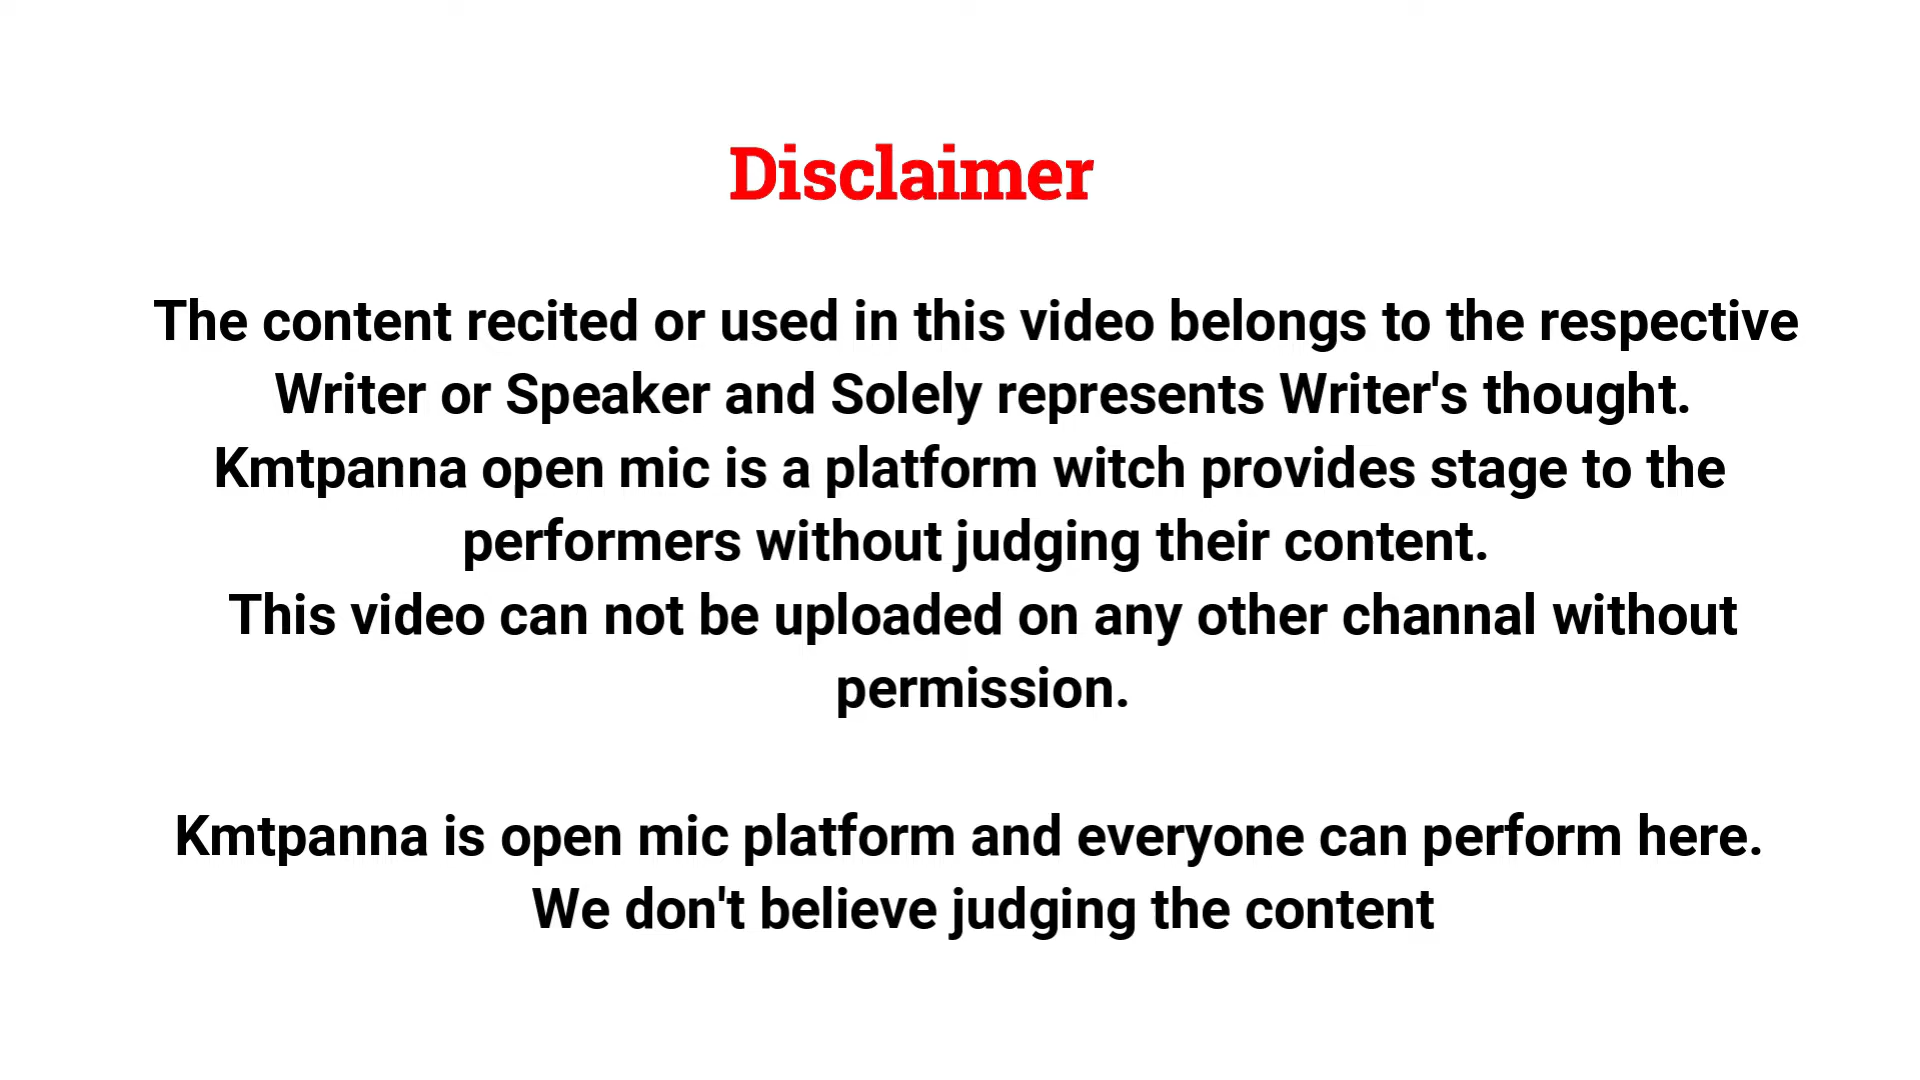 Disclaimer
The content recited or used in this video belongs to the respective
Writer or Speaker and Solely represents Writer's thought.
Kmtpanna open mic is a platform witch provides stage to the
performers without judging their content.
This video can not be uploaded on any other channal without
permission.
Kmtpanna is open mic platform and everyone can perform here.
We don't believe judging the content